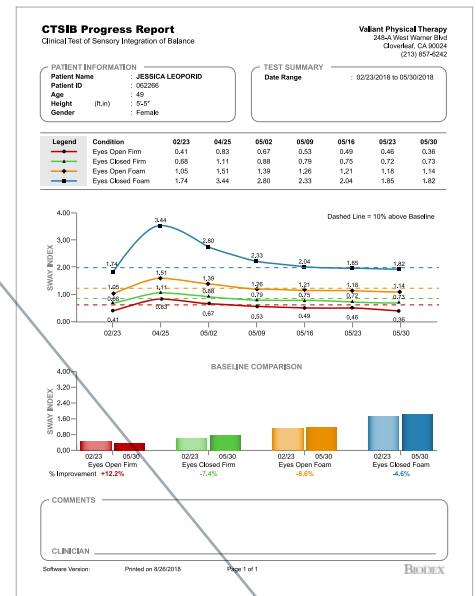 CTSIB Progress Report
Clinical Test of Sensory Integration of Balance
Valiant Physical Therapy
248-A West Warner Blvd
Cloverleaf, CA 90024
(213) 857-6242
PATIENT INFORMATION
Patient Name : JESSICA LEOPORID
Patient ID : 062266
Age : 49
Height (ft,in) : 5'-5"
Gender : Female
TEST SUMMARY
Date Range : 02/23/2018 to 05/30/2018
Legend Condition 02/23 04/25 05/02 05/09 05/16 05/23 05/30
Eyes Open Firm 0.41 0.83 0.67 0.53 0.49 0.46 0.36
Eyes Closed Firm 0.68 1.11 0.88 0.79 0.75 0.72 0.73
Eyes Open Foam 1.05 1.51 1.39 1.26 1.21 1.18 1.14
Eyes Closed Foam 1.74 3.44 2.80 2.33 2.04 1.85 1.82
Dashed Line = 10% above Baseline
SWAY INDEX
4.00
3.00
2.00
1.00
0.00
1.74 3.44 2.80 2.33 2.04 1.85 1.82
1.05 1.51 1.39 1.26 1.21 1.18 1.14
0.68 1.11 0.88 0.79 0.75 0.72 0.73
0.41 0.83 0.67 0.53 0.49 0.46 0.36
02/23 04/25 05/02 05/09 05/16 05/23 05/30
BASELINE COMPARISON
SWAY INDEX
4.00
3.20
2.40
1.60
0.80
0.00
02/23 05/30 02/23 05/30 02/23 05/30 02/23 05/30
Eyes Open Firm Eyes Closed Firm Eyes Open Foam Eyes Closed Foam
% Improvement +12.2% -7.4% -8.6% -4.6%
COMMENTS
CLINICIAN
Software Version: Printed on 8/26/2018 Page 1 of 1
BIODEX